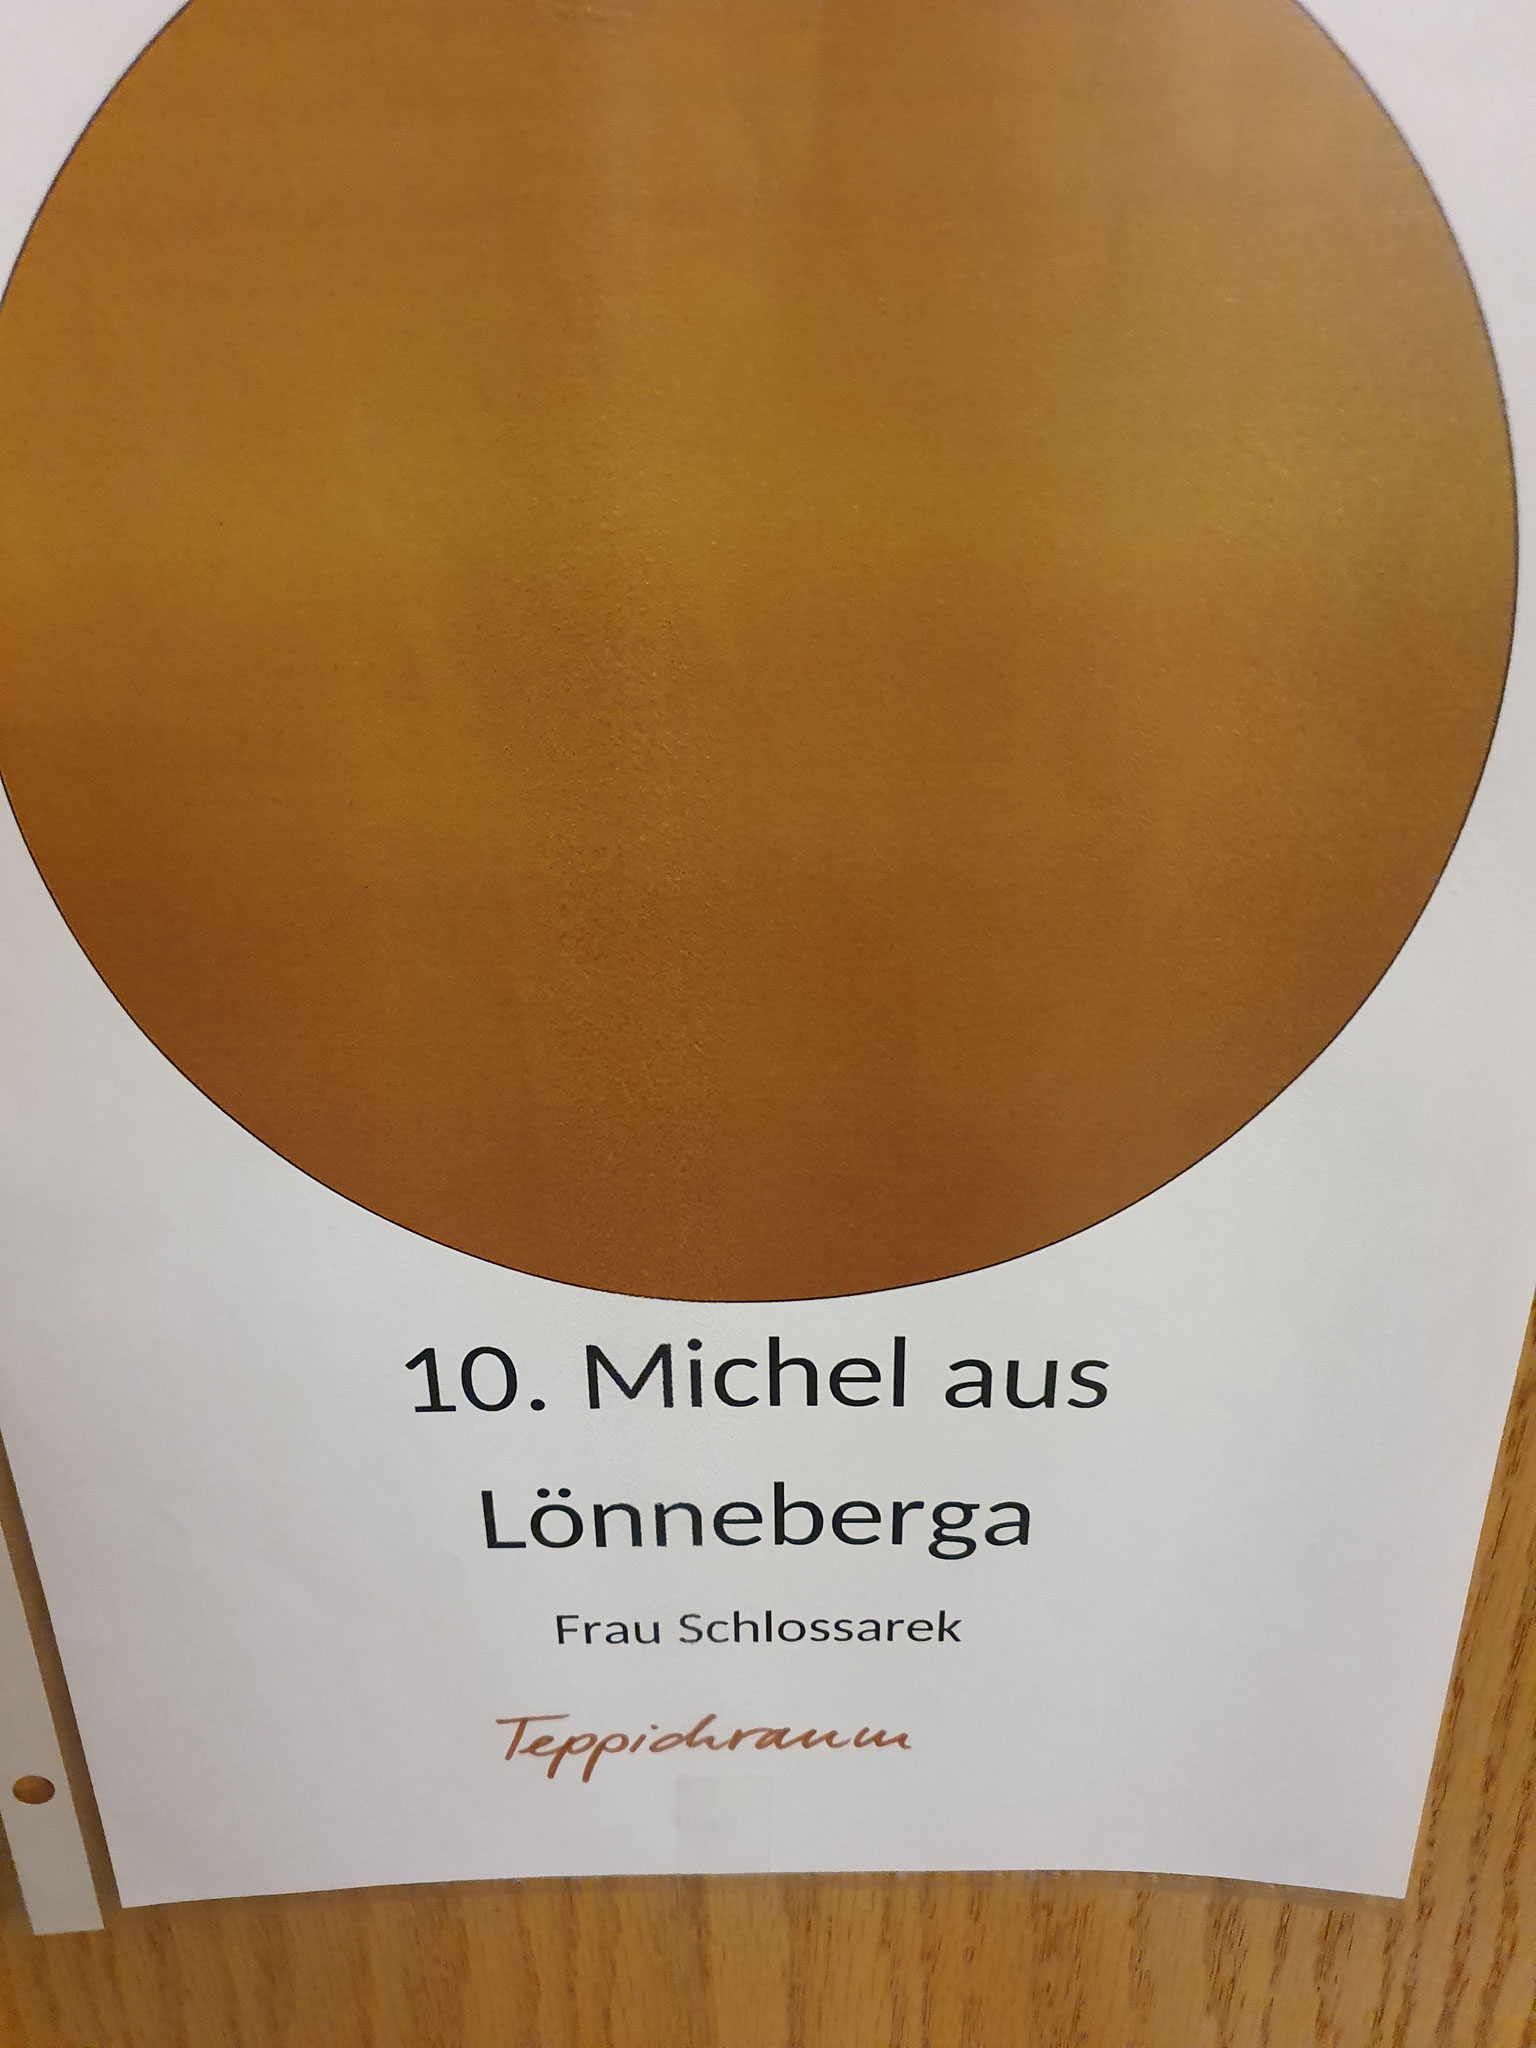 10. Michel aus
Lönneberga
Frau Schlossarek
Teppichraum